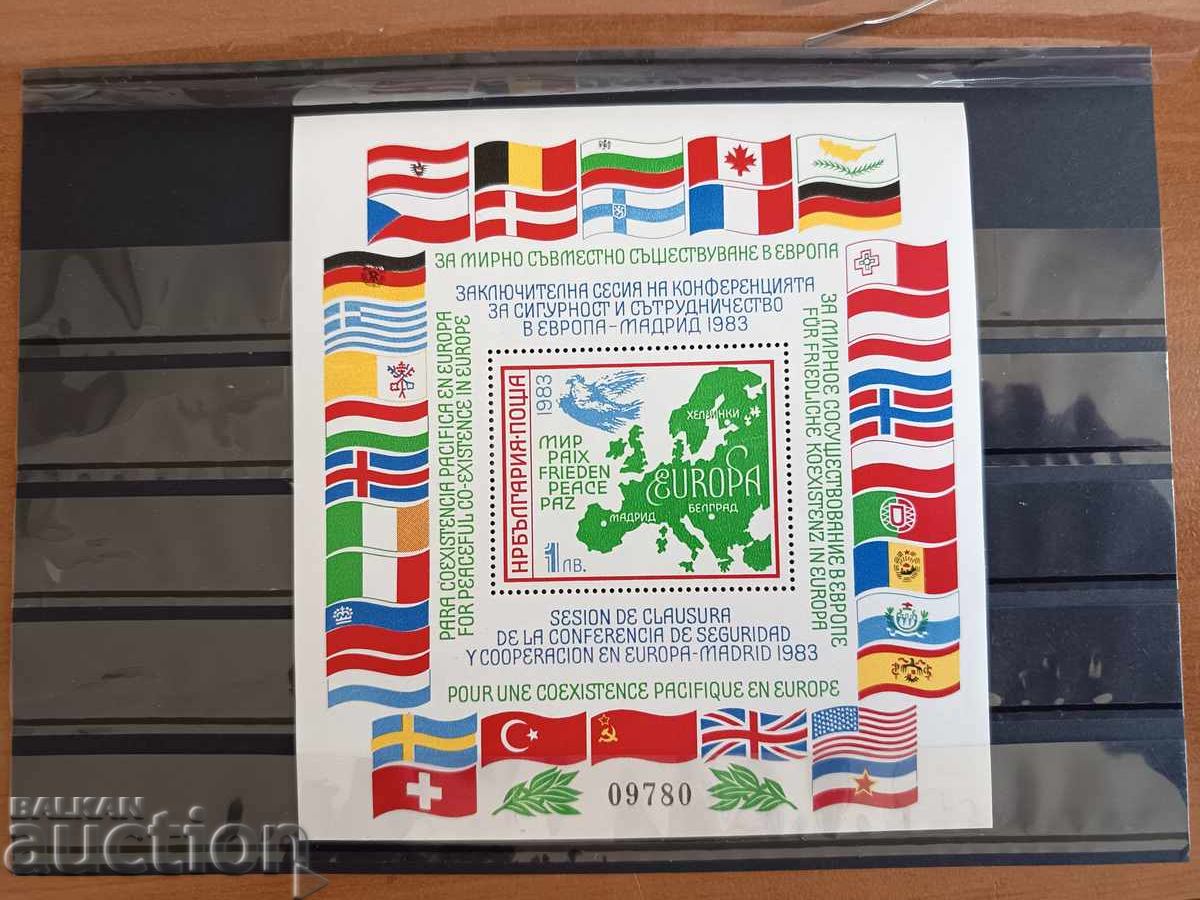 ЗА МИРНО СЪВМЕСТНО СЪЩЕСТВУВАНЕ В ЕВРОПА
ЗАКЛЮЧИТЕЛНА СЕСИЯ НА КОНФЕРЕНЦИЯТА
ЗА СИГУРНОСТ И СЪТРУДНИЧЕСТВО
В ЕВРОПА–МАДРИД 1983
PARA COEXISTENCIA PACIFICA EN EUROPA
FOR PEACEFUL CO-EXISTENCE IN EUROPE
ЗА МИРНОЕ СОСУЩЕСТВОВАНИЕ В ЕВРОПЕ
FÜR FRIEDLICHE KOEXISTENZ IN EUROPA
НР БЪЛГАРИЯ·ПОЩА
1983
ХЕЛЗИНКИ
МИР
PAIX
FRIEDEN
PEACE
PAZ
EUROPA
МАДРИД
БЕЛГРАД
1 ЛВ.
SESION DE CLAUSURA
DE LA CONFERENCIA DE SEGURIDAD
Y COOPERACION EN EUROPA–MADRID 1983
POUR UNE COEXISTENCE PACIFIQUE EN EUROPE
09780
BALKAN
auction